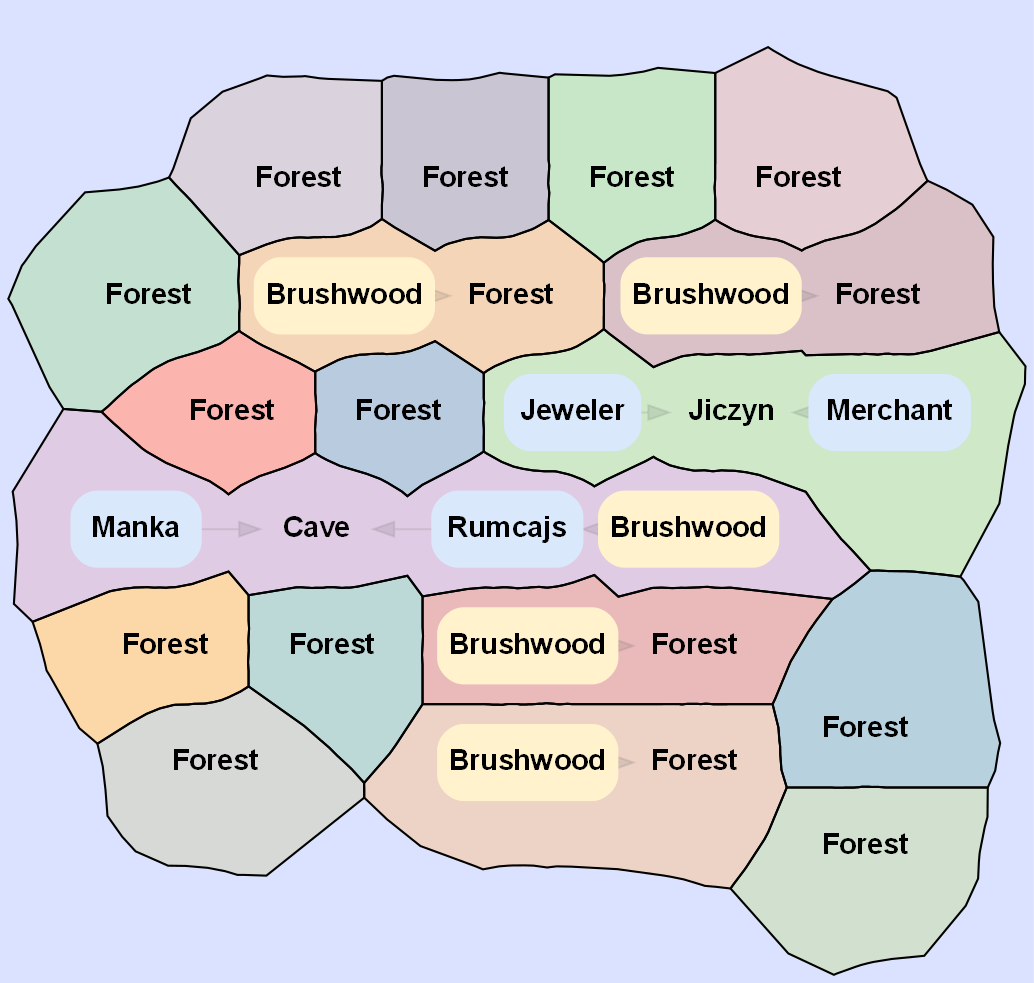 Forest Forest Forest Forest
Forest Brushwood Forest Brushwood Forest
Forest Forest Jeweler Jiczyn Merchant
Manka Cave Rumcajs Brushwood
Forest Forest Brushwood Forest
Forest
Forest Brushwood Forest
Forest